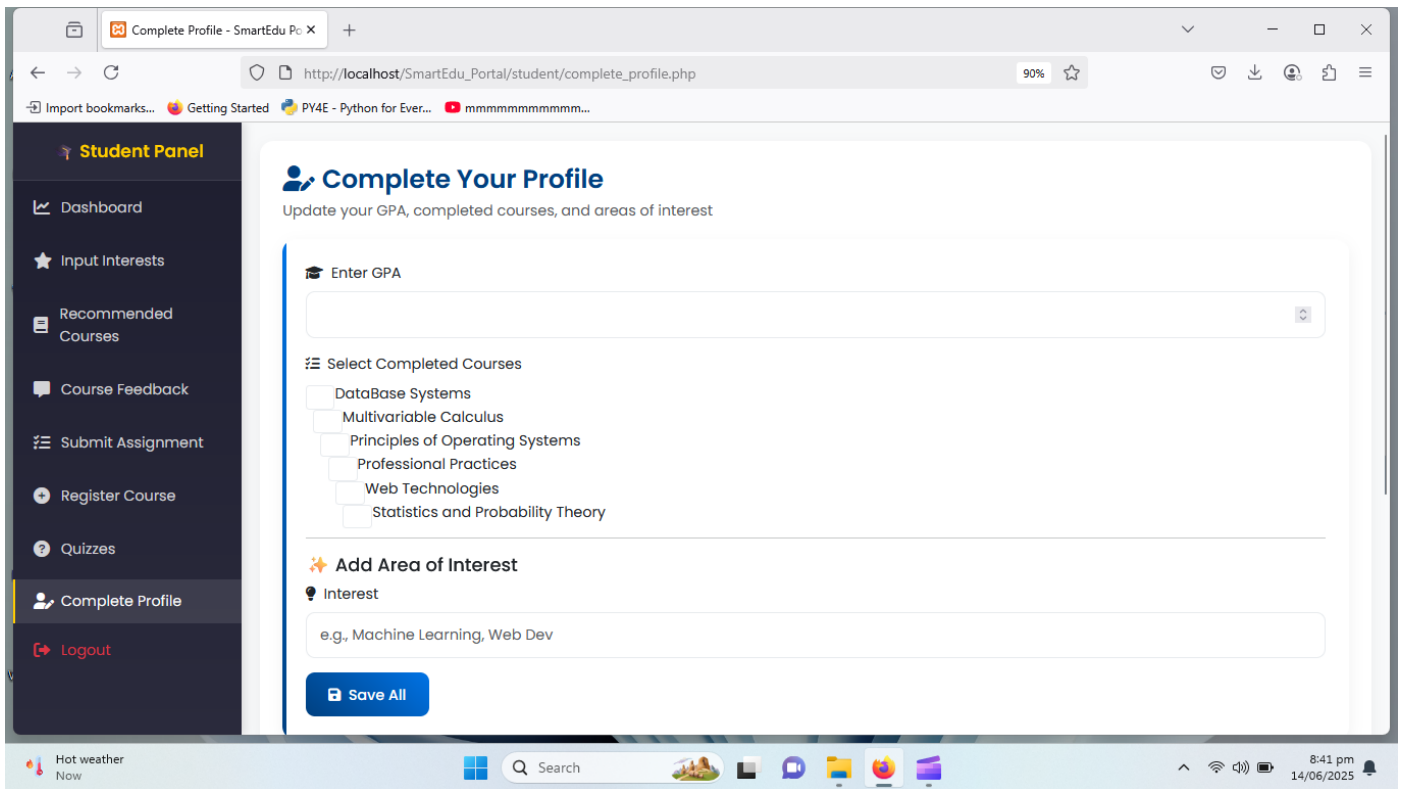 Complete Profile - SmartEdu Po
http://localhost/SmartEdu_Portal/student/complete_profile.php
90%
Import bookmarks...
Getting Started
PY4E - Python for Ever...
mmmmmmmmmmm...
Student Panel
Dashboard
Input Interests
Recommended
Courses
Course Feedback
Submit Assignment
Register Course
Quizzes
Complete Profile
Logout
Complete Your Profile
Update your GPA, completed courses, and areas of interest
Enter GPA
Select Completed Courses
DataBase Systems
Multivariable Calculus
Principles of Operating Systems
Professional Practices
Web Technologies
Statistics and Probability Theory
Add Area of Interest
Interest
e.g., Machine Learning, Web Dev
Save All
Hot weather
Now
Search
8:41 pm
14/06/2025